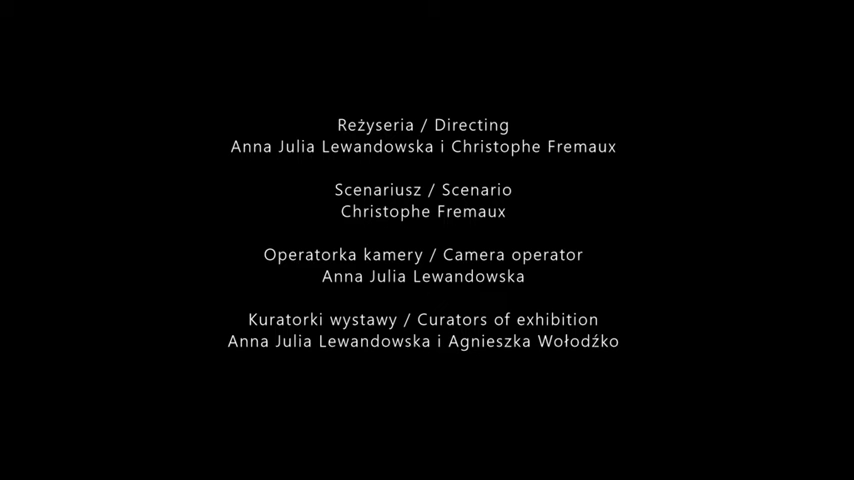 Reżyseria / Directing
Anna Julia Lewandowska i Christophe Fremaux
Scenariusz / Scenario
Christophe Fremaux
Operatorka kamery / Camera operator
Anna Julia Lewandowska
Kuratorki wystawy / Curators of exhibition
Anna Julia Lewandowska i Agnieszka Wołodźko